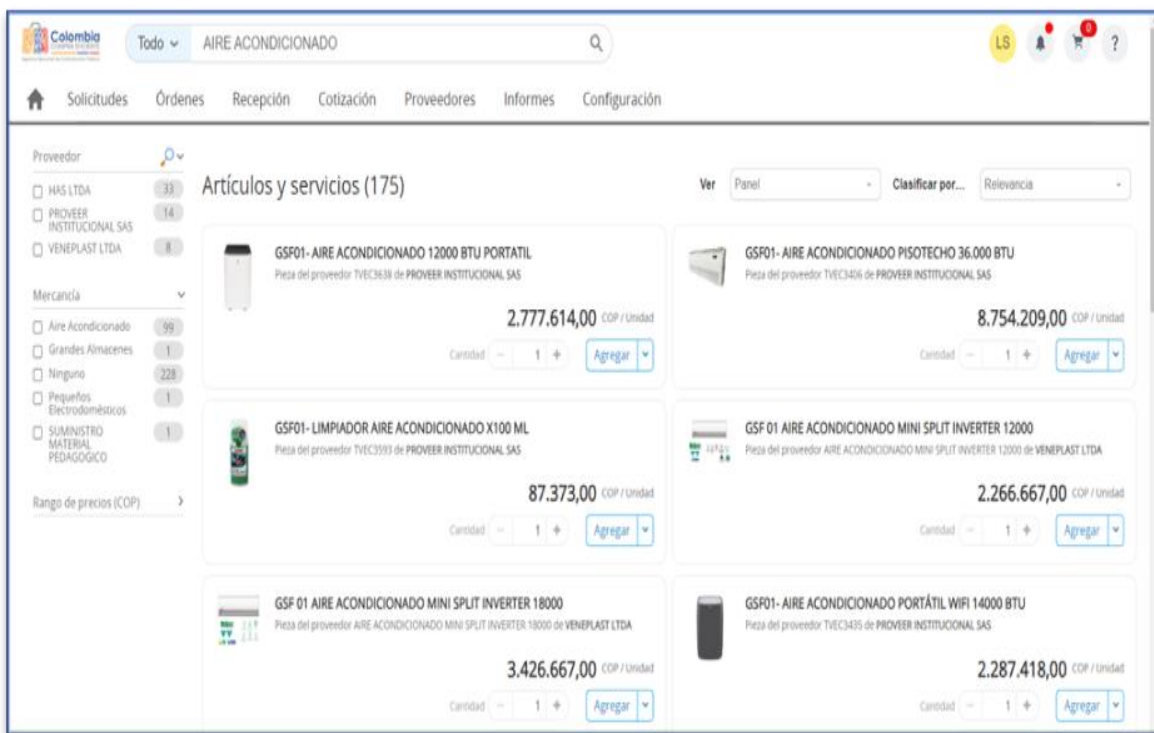 Colombia
Todo
AIRE ACONDICIONADO
LS
0
?
Solicitudes
Órdenes
Recepción
Cotización
Proveedores
Informes
Configuración
Proveedor
HAS LTDA 33
PROVEER INSTITUCIONAL SAS 14
VENEPLAST LTDA 8
Mercancía
Aire Acondicionado 99
Grandes Almacenes 1
Ninguno 228
Pequeños Electrodomésticos 1
SUMINISTRO MATERIAL PEDAGOGICO 1
Rango de precios (COP)
Artículos y servicios (175)
Ver Panel
Clasificar por... Relevancia
GSF01- AIRE ACONDICIONADO 12000 BTU PORTATIL
Pieza del proveedor TVEC3638 de PROVEER INSTITUCIONAL SAS
2.777.614,00 COP / Unidad
Cantidad − 1 + Agregar
GSF01- AIRE ACONDICIONADO PISOTECHO 36.000 BTU
Pieza del proveedor TVEC3406 de PROVEER INSTITUCIONAL SAS
8.754.209,00 COP / Unidad
Cantidad − 1 + Agregar
GSF01- LIMPIADOR AIRE ACONDICIONADO X100 ML
Pieza del proveedor TVEC3593 de PROVEER INSTITUCIONAL SAS
87.373,00 COP / Unidad
Cantidad − 1 + Agregar
GSF 01 AIRE ACONDICIONADO MINI SPLIT INVERTER 12000
Pieza del proveedor AIRE ACONDICIONADO MINI SPLIT INVERTER 12000 de VENEPLAST LTDA
2.266.667,00 COP / Unidad
Cantidad − 1 + Agregar
GSF 01 AIRE ACONDICIONADO MINI SPLIT INVERTER 18000
Pieza del proveedor AIRE ACONDICIONADO MINI SPLIT INVERTER 18000 de VENEPLAST LTDA
3.426.667,00 COP / Unidad
Cantidad − 1 + Agregar
GSF01- AIRE ACONDICIONADO PORTÁTIL WIFI 14000 BTU
Pieza del proveedor TVEC3435 de PROVEER INSTITUCIONAL SAS
2.287.418,00 COP / Unidad
Cantidad − 1 + Agregar